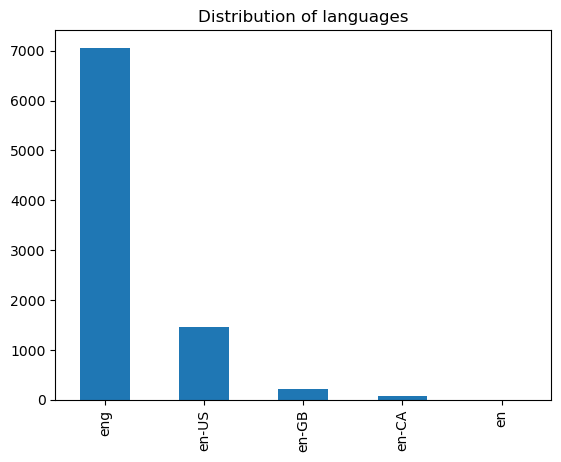 Distribution of languages
7000
6000
5000
4000
3000
2000
1000
0
eng
en-US
en-GB
en-CA
en